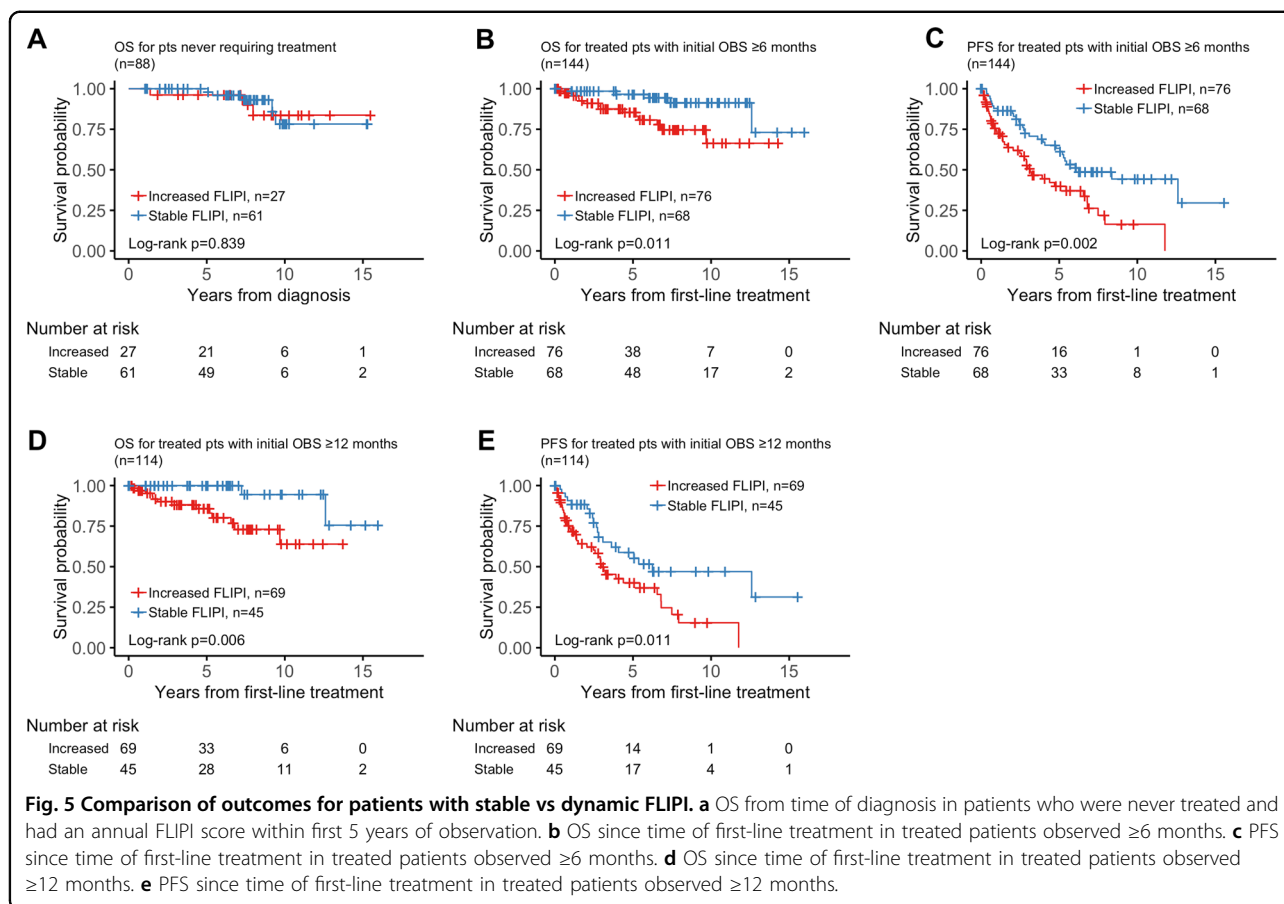 A
OS for pts never requiring treatment
(n=88)
1.00
0.75
0.50
0.25
0.00
Survival probability
Increased FLIPI, n=27
Stable FLIPI, n=61
Log-rank p=0.839
0 5 10 15
Years from diagnosis
Number at risk
Increased 27 21 6 1
Stable 61 49 6 2
B
OS for treated pts with initial OBS ≥6 months
(n=144)
1.00
0.75
0.50
0.25
0.00
Survival probability
Increased FLIPI, n=76
Stable FLIPI, n=68
Log-rank p=0.011
0 5 10 15
Years from first-line treatment
Number at risk
Increased 76 38 7 0
Stable 68 48 17 2
C
PFS for treated pts with initial OBS ≥6 months
(n=144)
1.00
0.75
0.50
0.25
0.00
Survival probability
Increased FLIPI, n=76
Stable FLIPI, n=68
Log-rank p=0.002
0 5 10 15
Years from first-line treatment
Number at risk
Increased 76 16 1 0
Stable 68 33 8 1
D
OS for treated pts with initial OBS ≥12 months
(n=114)
1.00
0.75
0.50
0.25
0.00
Survival probability
Increased FLIPI, n=69
Stable FLIPI, n=45
Log-rank p=0.006
0 5 10 15
Years from first-line treatment
Number at risk
Increased 69 33 6 0
Stable 45 28 11 2
E
PFS for treated pts with initial OBS ≥12 months
(n=114)
1.00
0.75
0.50
0.25
0.00
Survival probability
Increased FLIPI, n=69
Stable FLIPI, n=45
Log-rank p=0.011
0 5 10 15
Years from first-line treatment
Number at risk
Increased 69 14 1 0
Stable 45 17 4 1
Fig. 5 Comparison of outcomes for patients with stable vs dynamic FLIPI. a OS from time of diagnosis in patients who were never treated and
had an annual FLIPI score within first 5 years of observation. b OS since time of first-line treatment in treated patients observed ≥6 months. c PFS
since time of first-line treatment in treated patients observed ≥6 months. d OS since time of first-line treatment in treated patients observed
≥12 months. e PFS since time of first-line treatment in treated patients observed ≥12 months.